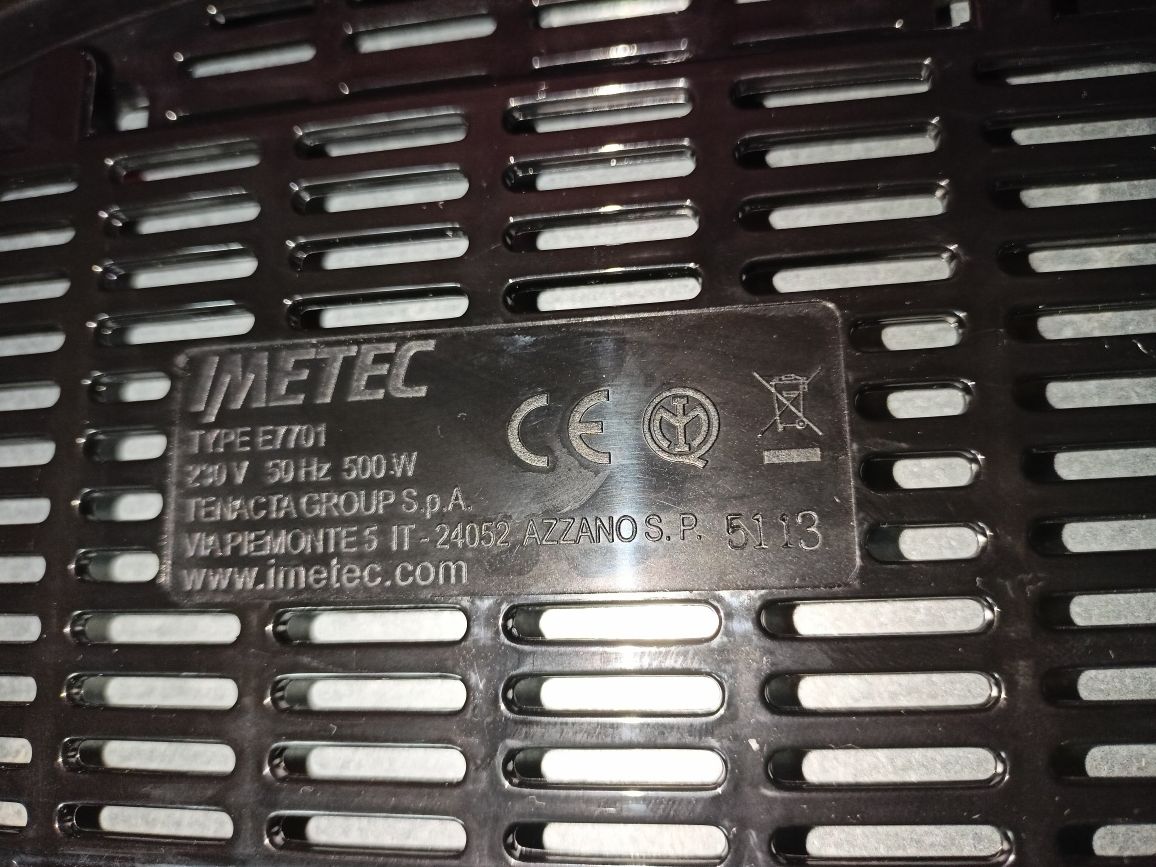 IMETEC
TYPE E7701
230 V 50 Hz 500 W
TENACTA GROUP S.p.A.
VIA PIEMONTE 5 IT - 24052 AZZANO S. P. 5113
www.imetec.com
CE
IMQ